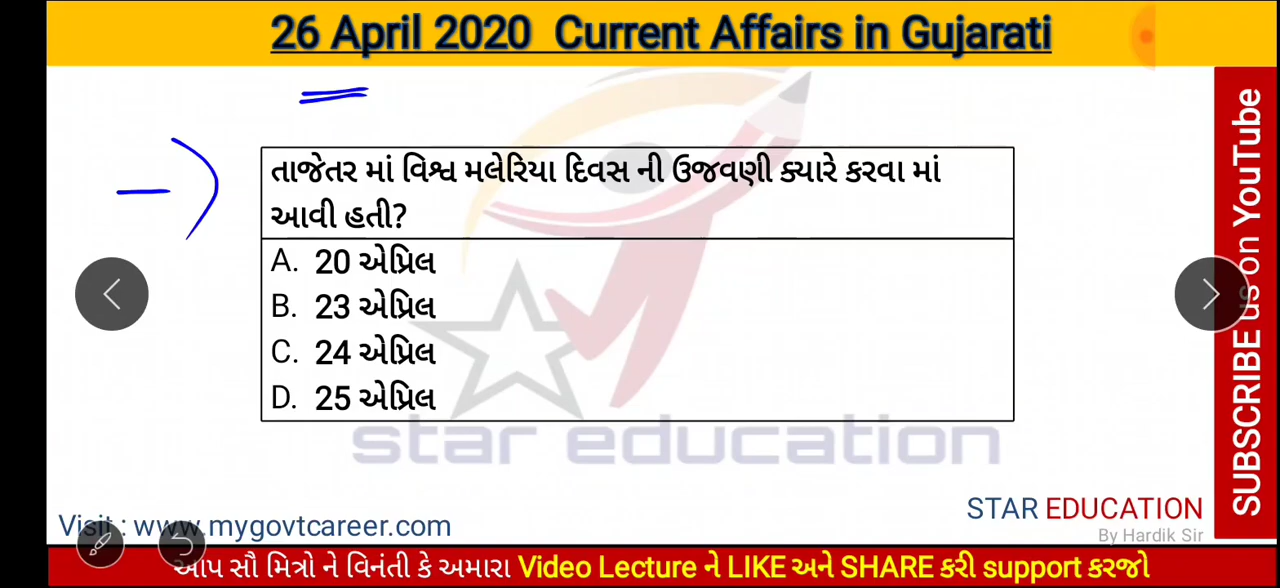 26 April 2020 Current Affairs in Gujarati
તાજેતર માં વિશ્વ મલેરિયા દિવસ ની ઉજવણી ક્યારે કરવા માં
આવી હતી?
A. 20 એપ્રિલ
B. 23 એપ્રિલ
C. 24 એપ્રિલ
D. 25 એપ્રિલ
star education
STAR EDUCATION
By Hardik Sir
Visit : www.mygovtcareer.com
આપ સૌ મિત્રો ને વિનંતી કે અમારા Video Lecture ને LIKE અને SHARE કરી support કરજો
SUBSCRIBE us on YouTube